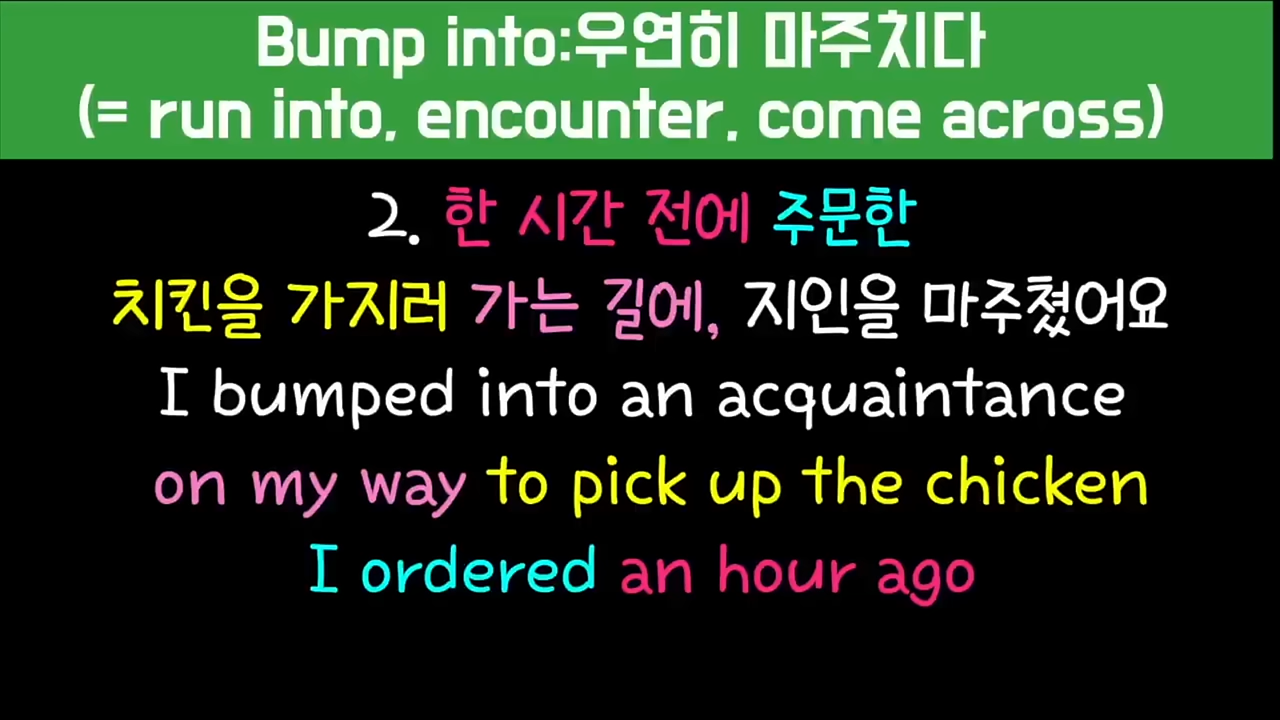 Bump into:우연히 마주치다
(= run into, encounter, come across)
2. 한 시간 전에 주문한
치킨을 가지러 가는 길에, 지인을 마주쳤어요
I bumped into an acquaintance
on my way to pick up the chicken
I ordered an hour ago